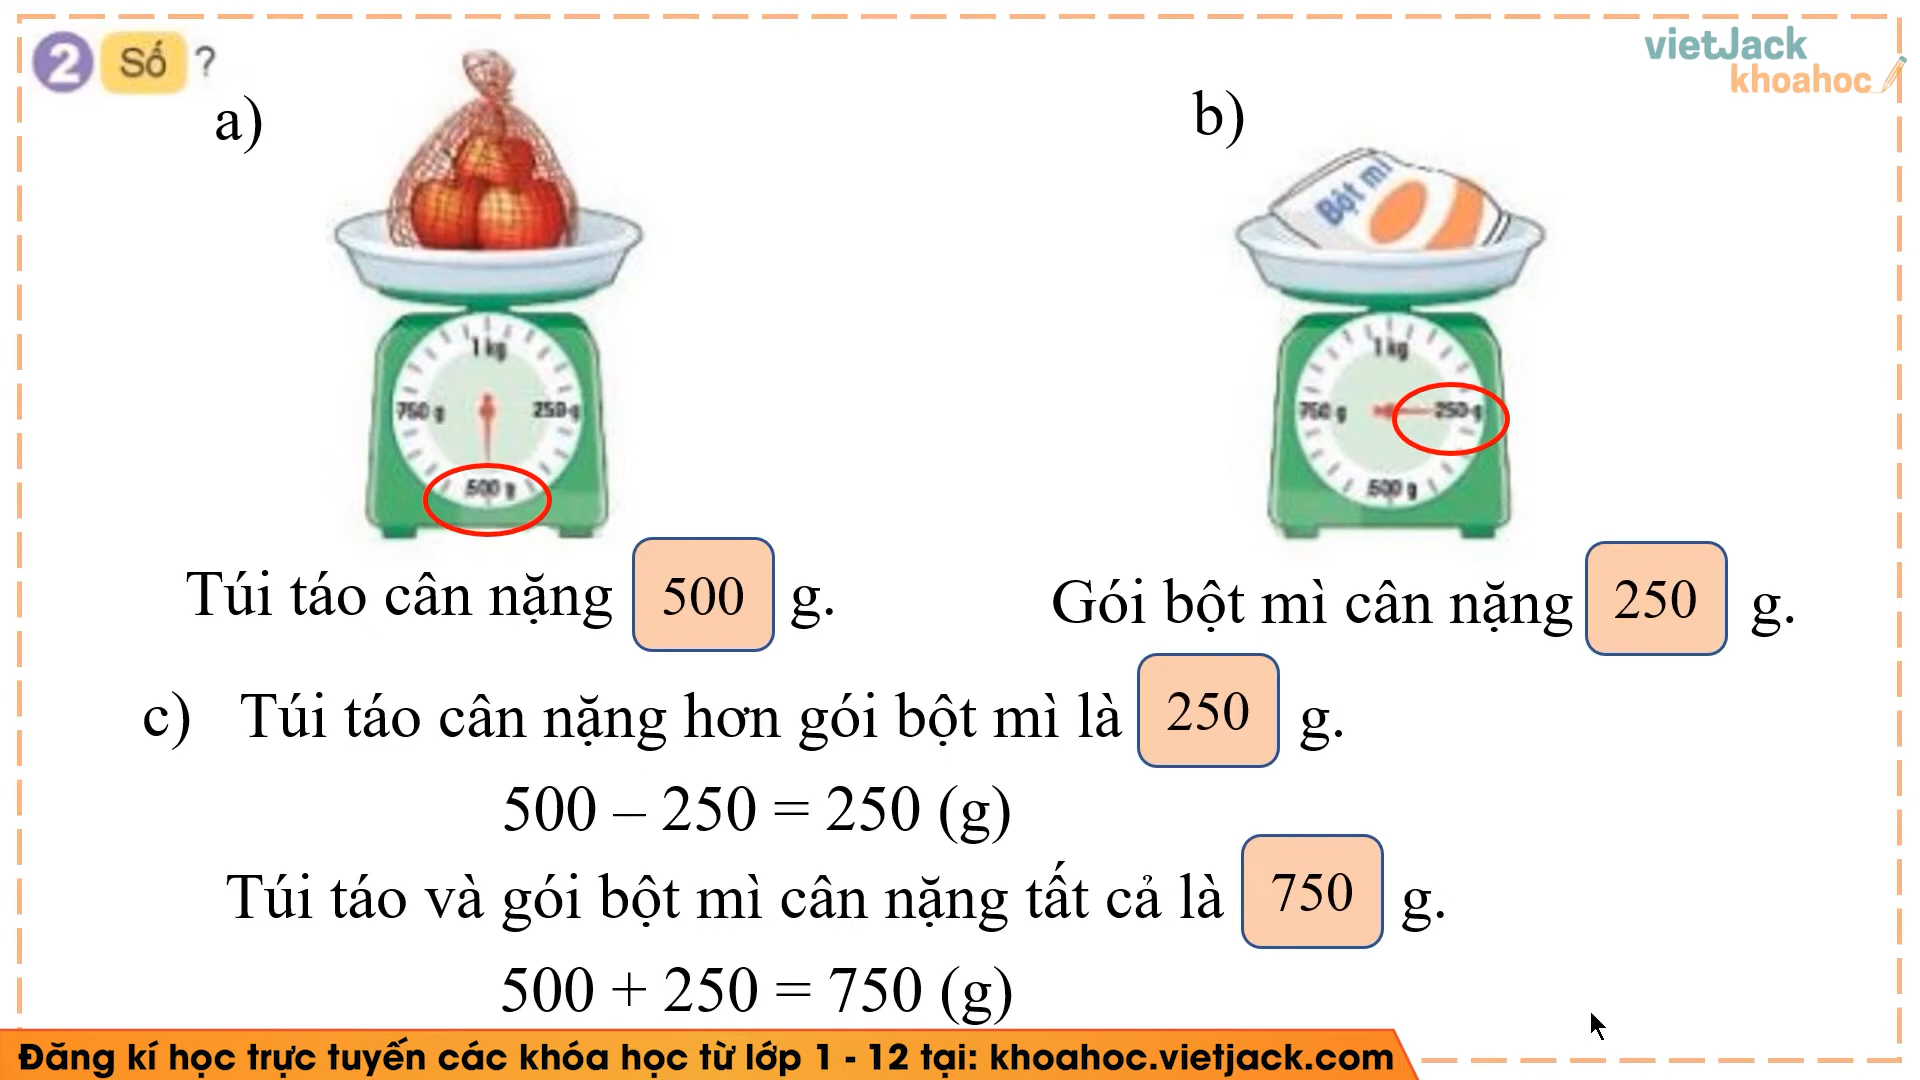 2 Số ?
vietJack
khoahoc
a)
b)
Bột mì
1 kg
750 g
250 g
500 g
1 kg
750 g
250 g
500 g
Túi táo cân nặng 500 g.
Gói bột mì cân nặng 250 g.
c) Túi táo cân nặng hơn gói bột mì là 250 g.
500 – 250 = 250 (g)
Túi táo và gói bột mì cân nặng tất cả là 750 g.
500 + 250 = 750 (g)
Đăng kí học trực tuyến các khóa học từ lớp 1 - 12 tại: khoahoc.vietjack.com